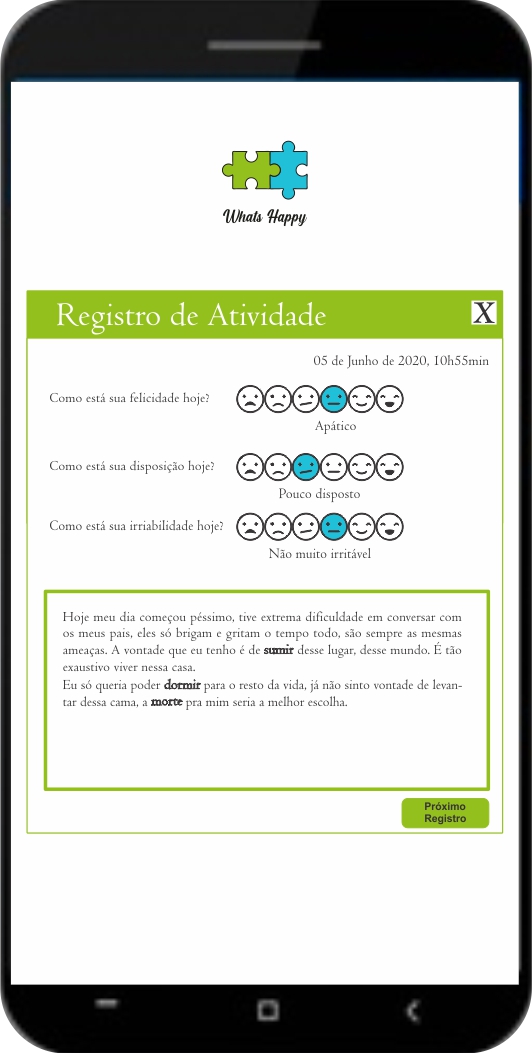 Whats Happy
Registro de Atividade
X
05 de Junho de 2020, 10h55min
Como está sua felicidade hoje?
Apático
Como está sua disposição hoje?
Pouco disposto
Como está sua irriabilidade hoje?
Não muito irritável
Hoje meu dia começou péssimo, tive extrema dificuldade em conversar com
os meus pais, eles só brigam e gritam o tempo todo, são sempre as mesmas
ameaças. A vontade que eu tenho é de sumir desse lugar, desse mundo. É tão
exaustivo viver nessa casa.
Eu só queria poder dormir para o resto da vida, já não sinto vontade de levan-
tar dessa cama, a morte pra mim seria a melhor escolha.
Próximo
Registro